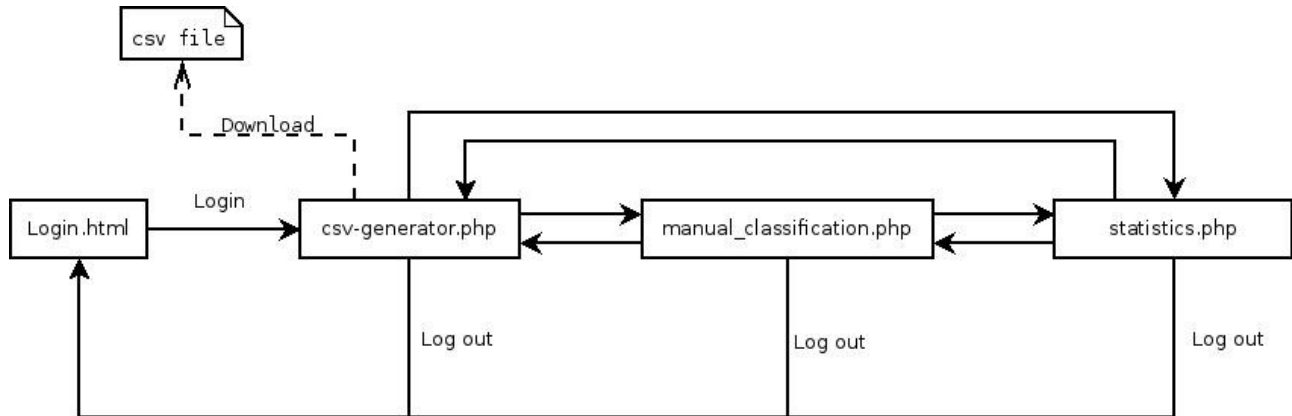 csv file
Download
Login
Login.html
csv-generator.php
manual_classification.php
statistics.php
Log out
Log out
Log out